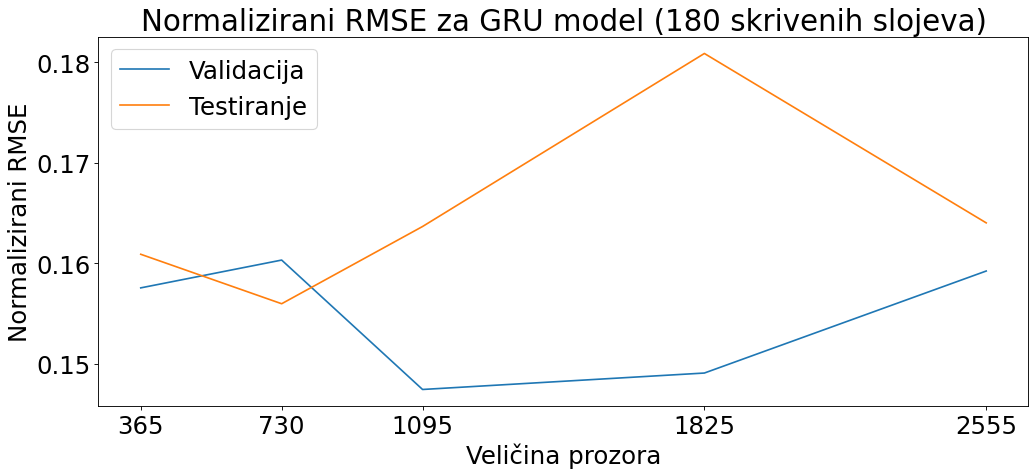 Normalizirani RMSE za GRU model (180 skrivenih slojeva)
Validacija
Testiranje
Normalizirani RMSE
0.18
0.17
0.16
0.15
365 730 1095 1825 2555
Veličina prozora